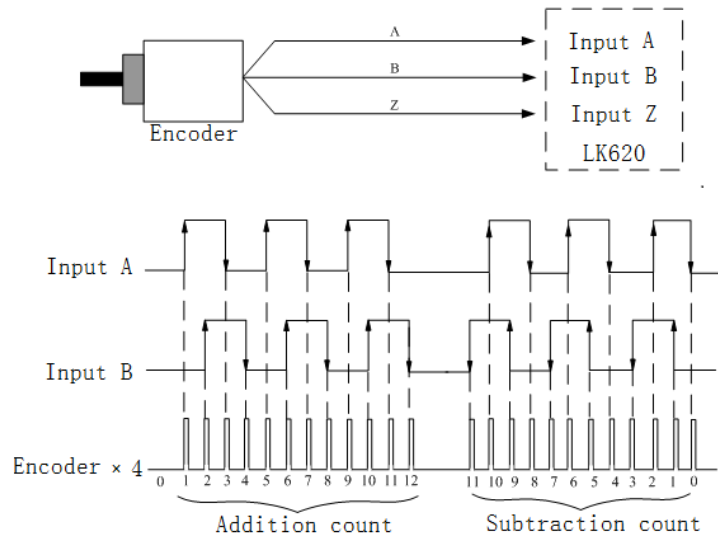 A
Input A
B
Input B
Z
Input Z
Encoder
LK620
Input A
Input B
Encoder × 4
0 1 2 3 4 5 6 7 8 9 10 11 12 11 10 9 8 7 6 5 4 3 2 1 0
Addition count
Subtraction count